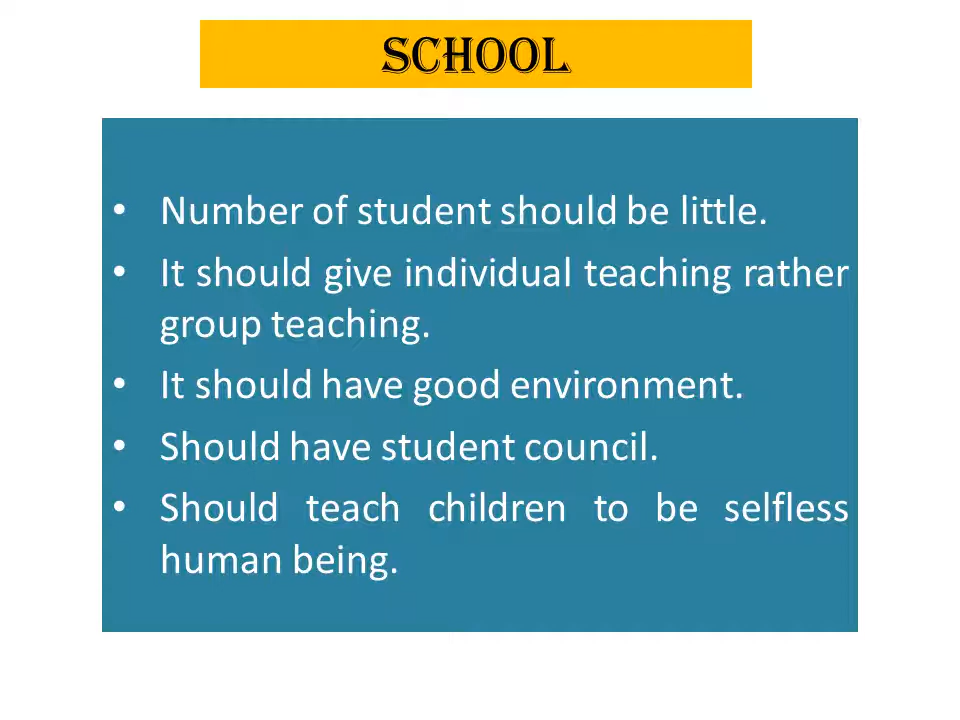 SCHOOL
• Number of student should be little.
• It should give individual teaching rather
group teaching.
• It should have good environment.
• Should have student council.
• Should teach children to be selfless
human being.